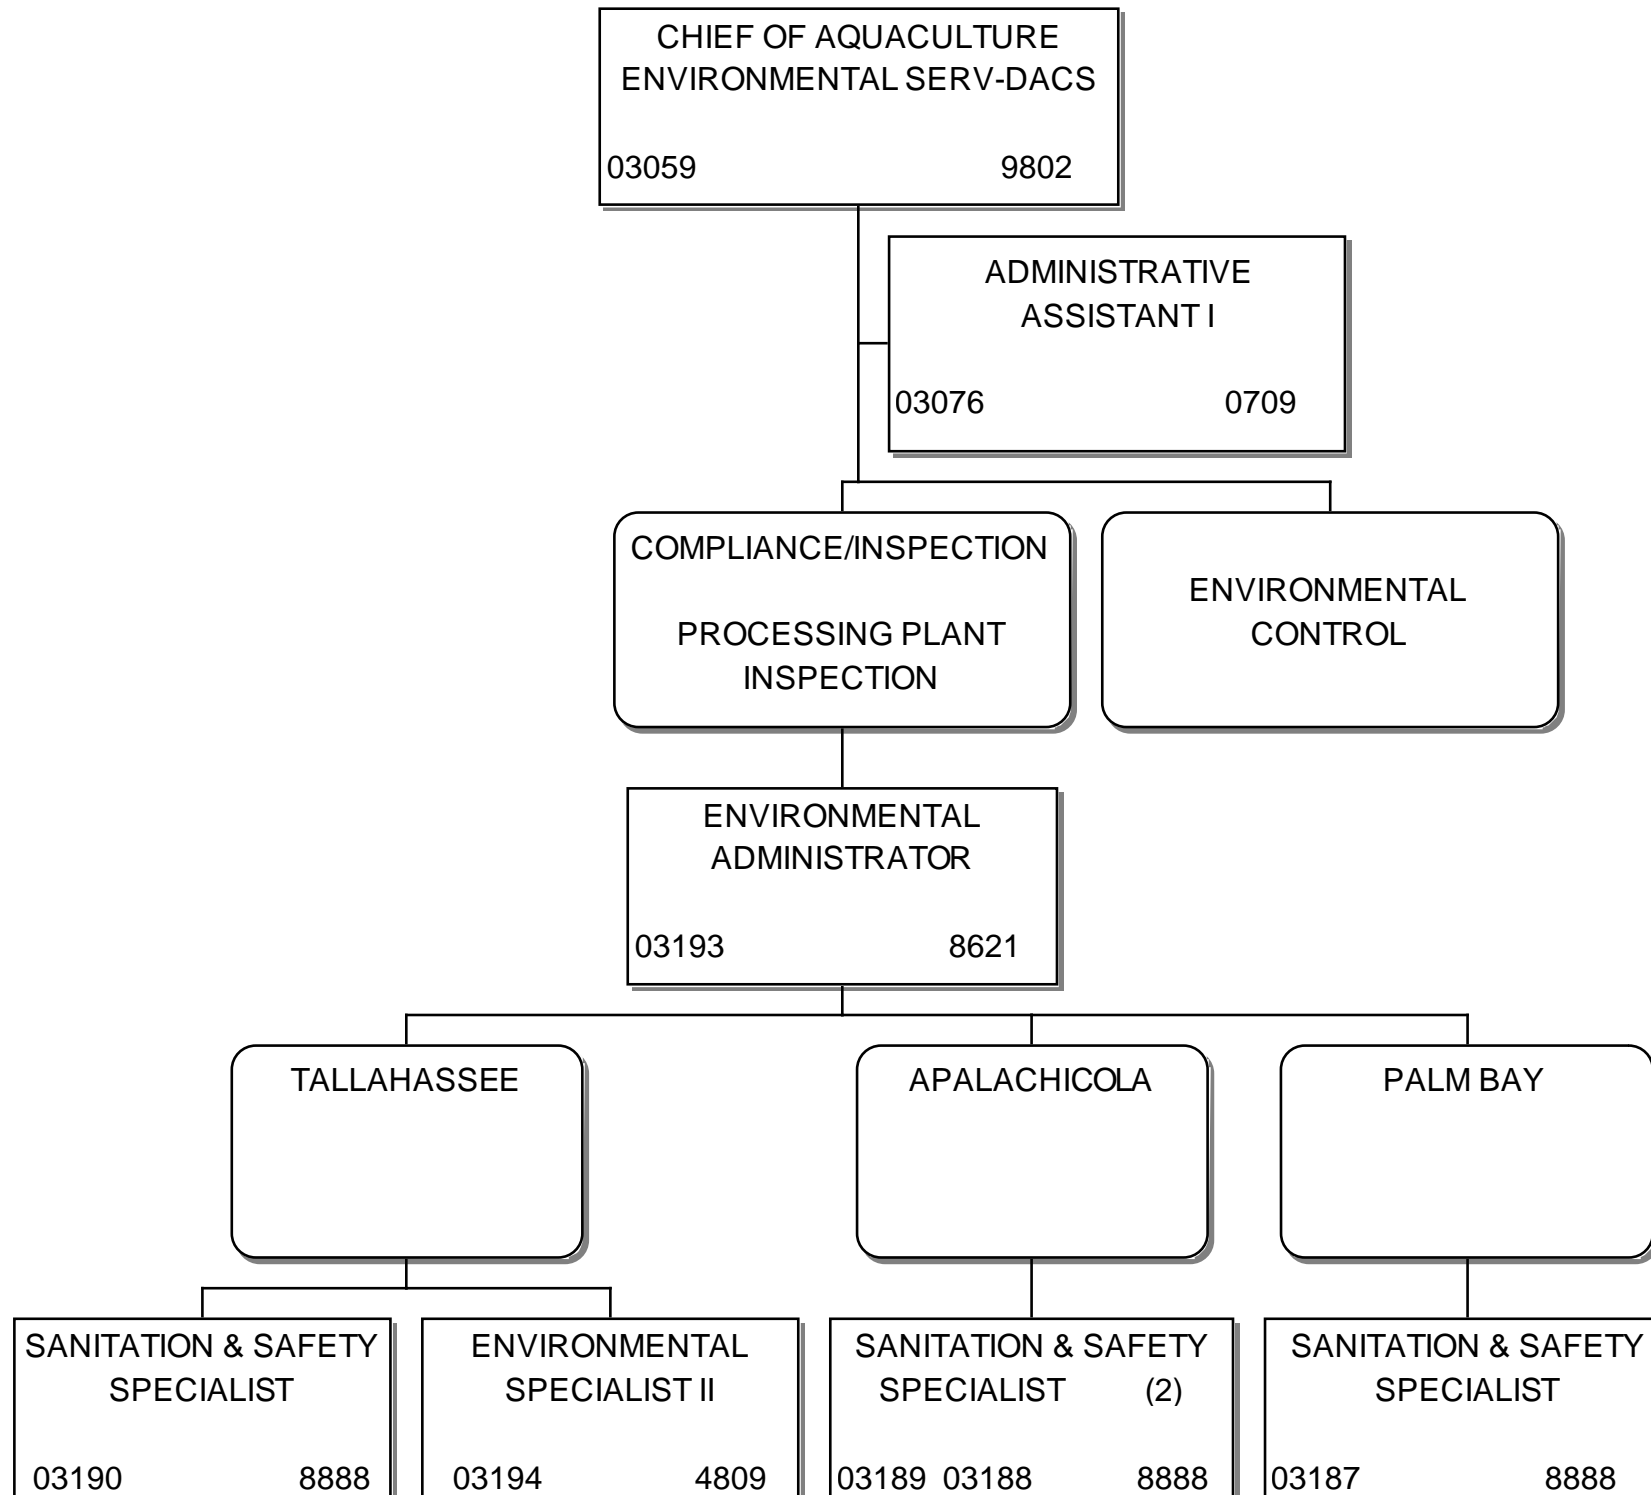 CHIEF OF AQUACULTURE
ENVIRONMENTAL SERV-DACS
03059 9802
ADMINISTRATIVE
ASSISTANT I
03076 0709
COMPLIANCE/INSPECTION
PROCESSING PLANT
INSPECTION
ENVIRONMENTAL
CONTROL
ENVIRONMENTAL
ADMINISTRATOR
03193 8621
TALLAHASSEE
APALACHICOLA
PALM BAY
SANITATION & SAFETY
SPECIALIST
03190 8888
ENVIRONMENTAL
SPECIALIST II
03194 4809
SANITATION & SAFETY
SPECIALIST (2)
03189 03188 8888
SANITATION & SAFETY
SPECIALIST
03187 8888